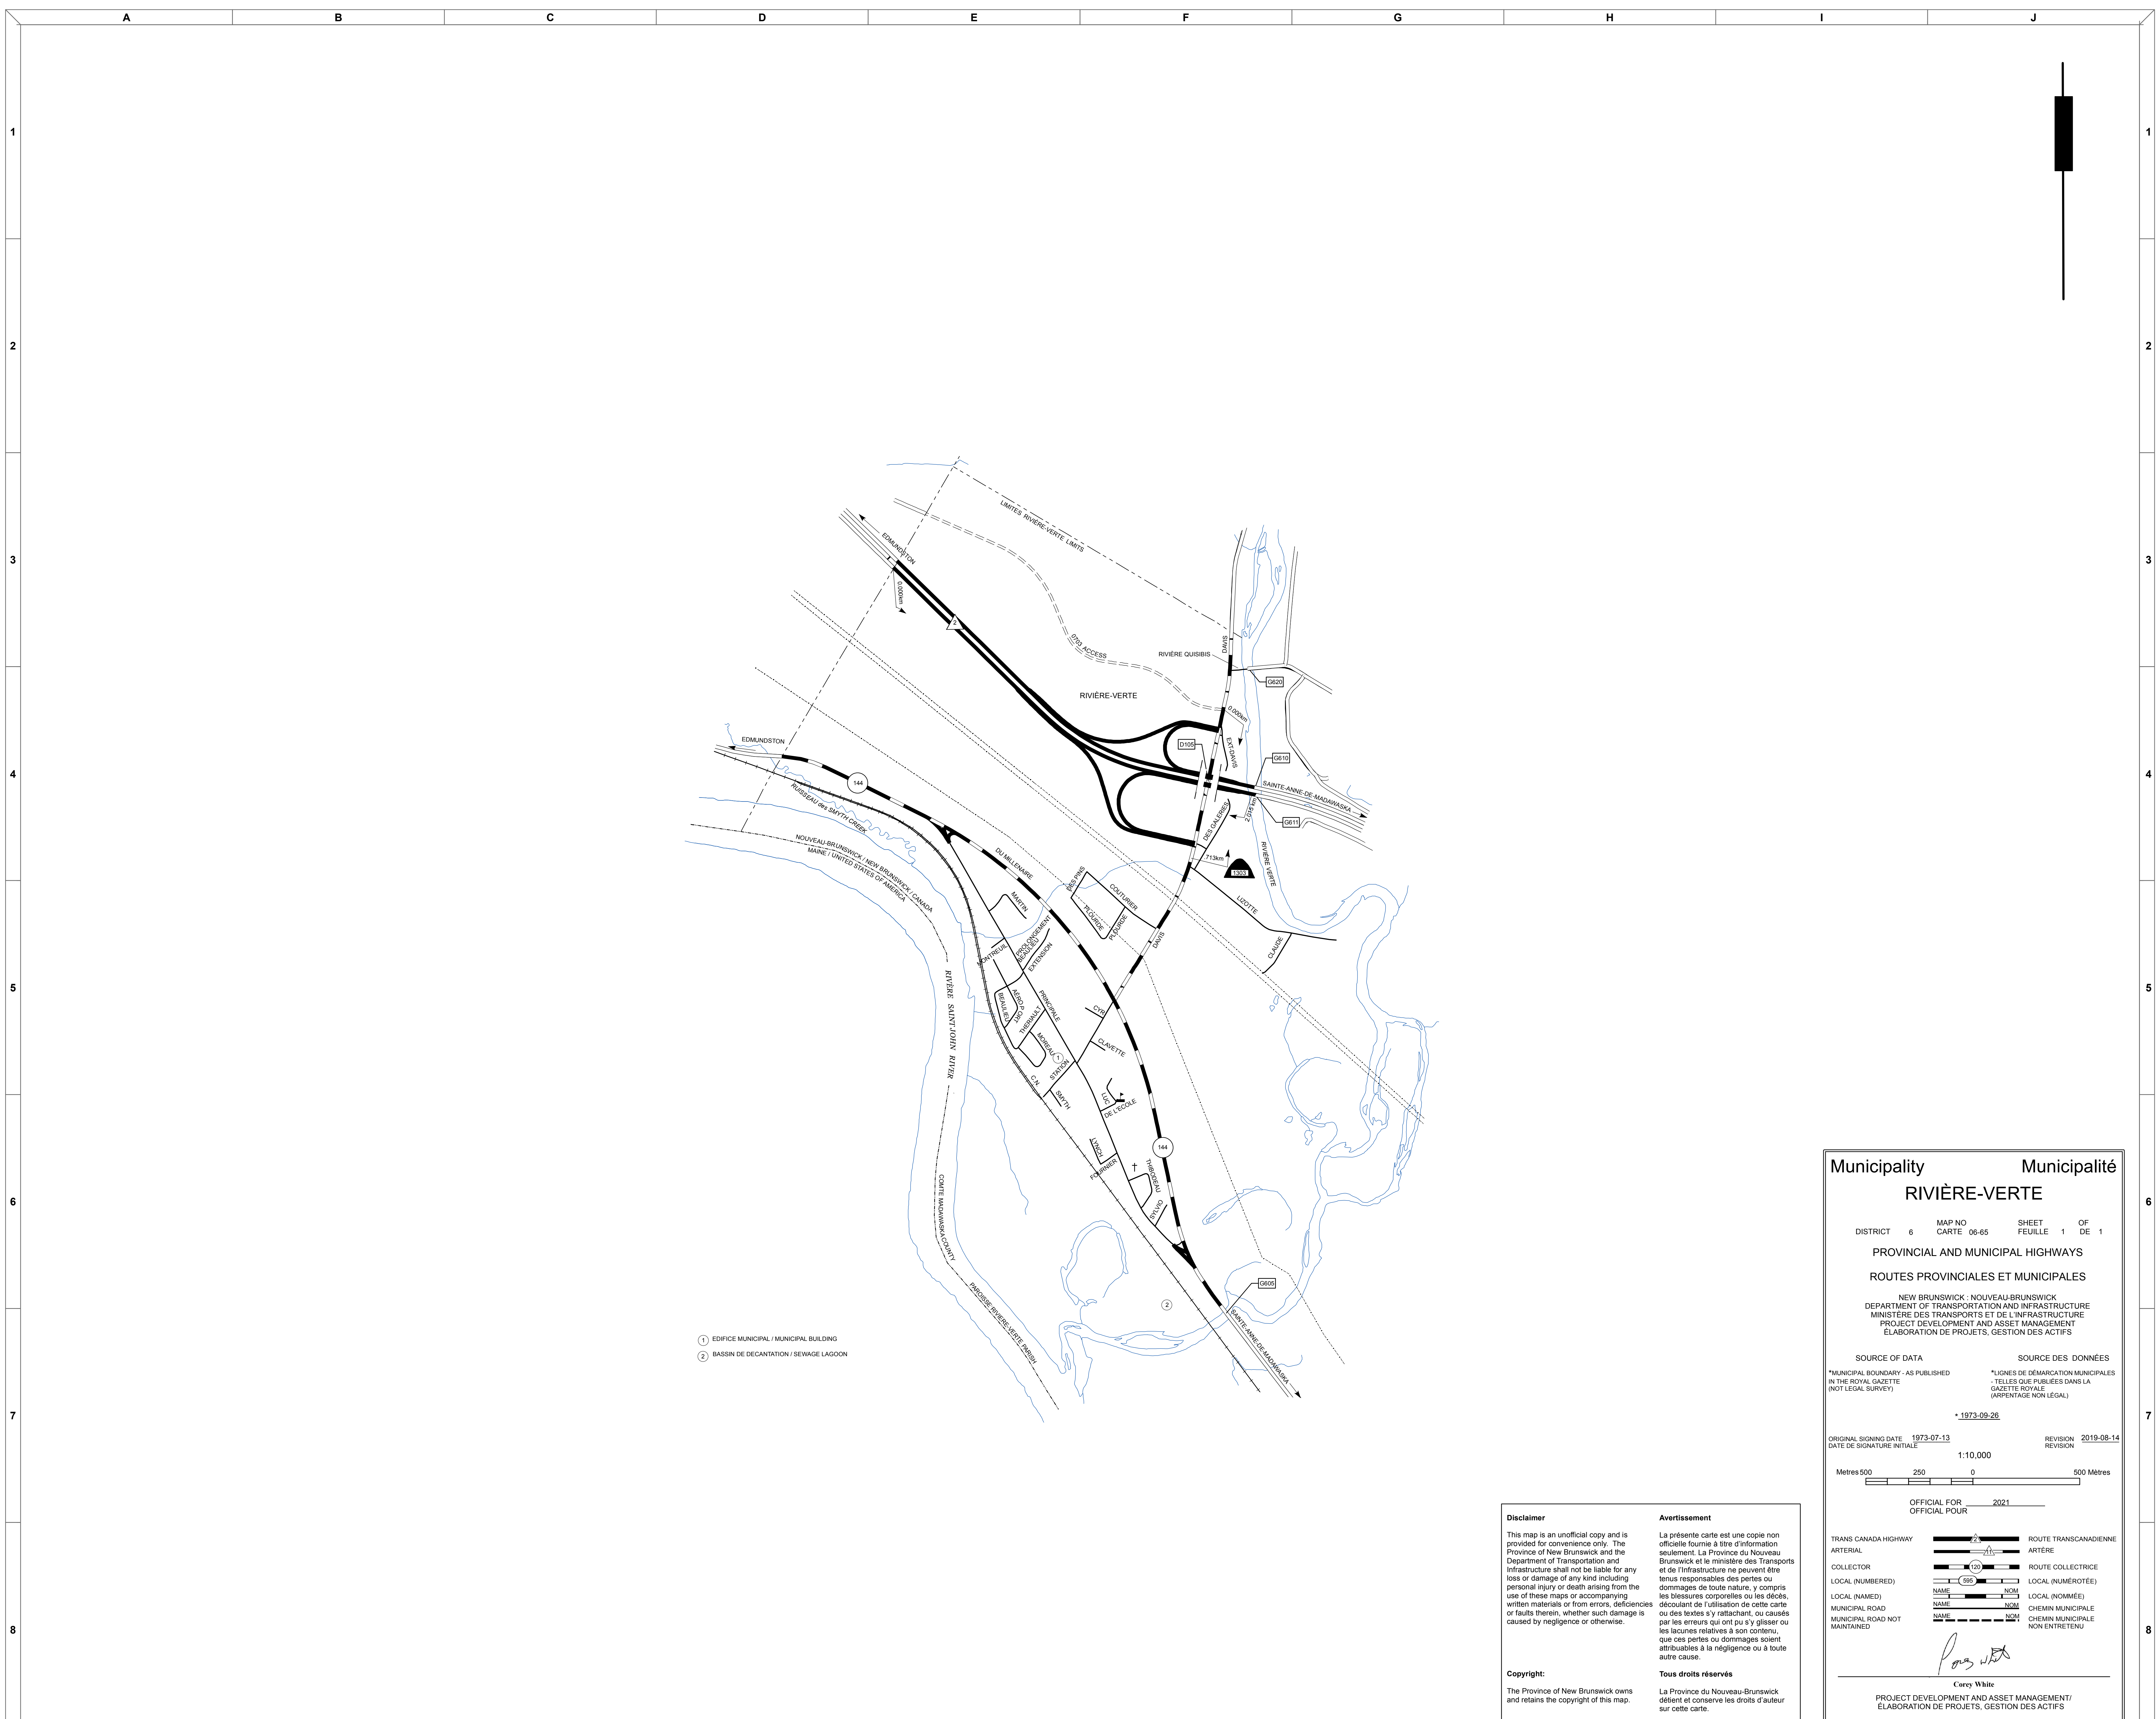 A B C D E F G H I J
1 1
2 2
3 3
4 4
5 5
6 6
7 7
8 8
LIMITES RIVIÈRE-VERTE LIMITS
EDMUNDSTON
0.000km
2
0703 ACCESS
RIVIÈRE QUISIBIS
DAVIS
G620
RIVIÈRE-VERTE
0.000km
D105
EXT-DAVIS
G610
SAINTE-ANNE-DE-MADAWASKA
2.015 km
G611
DES GALERIES
.713km
1303
RIVIÈRE VERTE
EDMUNDSTON
144
RUISSEAU des SMYTH CREEK
NOUVEAU-BRUNSWICK / NEW BRUNSWICK / CANADA
MAINE / UNITED STATES OF AMERICA
DU MILLENAIRE
DES PINS
COUTURIER
PLOURDE
PLOURDE
LIZOTTE
CLAUDE
DAVIS
MARTIN
MONTREUIL
PROLONGEMENT
BEAULIEU
EXTENSION
BEAULIEU
AÉROPORT
THERIAULT
PRINCIPALE
MOREAU
1
STATION
C.N.
SMYTH
CYR
CLAVETTE
LUC
DE L'ECOLE
LYNCH
FOURNIER
THIBODEAU
SYLVIO
144
RIVÈRE SAINT JOHN RIVER
COMTE MADAWASKA COUNTY
PAROISSE RIVIERE-VERTE PARISH
G605
2
SAINTE-ANNE-DE-MADAWASKA
1 EDIFICE MUNICIPAL / MUNICIPAL BUILDING
2 BASSIN DE DECANTATION / SEWAGE LAGOON
Disclaimer
This map is an unofficial copy and is
provided for convenience only. The
Province of New Brunswick and the
Department of Transportation and
Infrastructure shall not be liable for any
loss or damage of any kind including
personal injury or death arising from the
use of these maps or accompanying
written materials or from errors, deficiencies
or faults therein, whether such damage is
caused by negligence or otherwise.
Copyright:
The Province of New Brunswick owns
and retains the copyright of this map.
Avertissement
La présente carte est une copie non
officielle fournie à titre d'information
seulement. La Province du Nouveau
Brunswick et le ministère des Transports
et de l'Infrastructure ne peuvent être
tenus responsables des pertes ou
dommages de toute nature, y compris
les blessures corporelles ou les décès,
découlant de l'utilisation de cette carte
ou des textes s'y rattachant, ou causés
par les erreurs qui ont pu s'y glisser ou
les lacunes relatives à son contenu,
que ces pertes ou dommages soient
attribuables à la négligence ou à toute
autre cause.
Tous droits réservés
La Province du Nouveau-Brunswick
détient et conserve les droits d'auteur
sur cette carte.
Municipality Municipalité
RIVIÈRE-VERTE
MAP NO SHEET OF
DISTRICT 6 CARTE 06-65 FEUILLE 1 DE 1
PROVINCIAL AND MUNICIPAL HIGHWAYS
ROUTES PROVINCIALES ET MUNICIPALES
NEW BRUNSWICK : NOUVEAU-BRUNSWICK
DEPARTMENT OF TRANSPORTATION AND INFRASTRUCTURE
MINISTÈRE DES TRANSPORTS ET DE L'INFRASTRUCTURE
PROJECT DEVELOPMENT AND ASSET MANAGEMENT
ÉLABORATION DE PROJETS, GESTION DES ACTIFS
SOURCE OF DATA SOURCE DES DONNÉES
*MUNICIPAL BOUNDARY - AS PUBLISHED
IN THE ROYAL GAZETTE
(NOT LEGAL SURVEY)
*LIGNES DE DÉMARCATION MUNICIPALES
- TELLES QUE PUBLIÉES DANS LA
GAZETTE ROYALE
(ARPENTAGE NON LÉGAL)
* 1973-09-26
ORIGINAL SIGNING DATE 1973-07-13 REVISION 2019-08-14
DATE DE SIGNATURE INITIALE REVISION
1:10,000
Metres 500 250 0 500 Mètres
OFFICIAL FOR 2021
OFFICIAL POUR
TRANS CANADA HIGHWAY 2 ROUTE TRANSCANADIENNE
ARTERIAL 11 ARTÈRE
COLLECTOR 120 ROUTE COLLECTRICE
LOCAL (NUMBERED) 595 LOCAL (NUMÉROTÉE)
LOCAL (NAMED) NAME NOM LOCAL (NOMMÉE)
MUNICIPAL ROAD NAME NOM CHEMIN MUNICIPALE
MUNICIPAL ROAD NOT NAME NOM CHEMIN MUNICIPALE
MAINTAINED NON ENTRETENU
Corey White
Corey White
PROJECT DEVELOPMENT AND ASSET MANAGEMENT/
ÉLABORATION DE PROJETS, GESTION DES ACTIFS